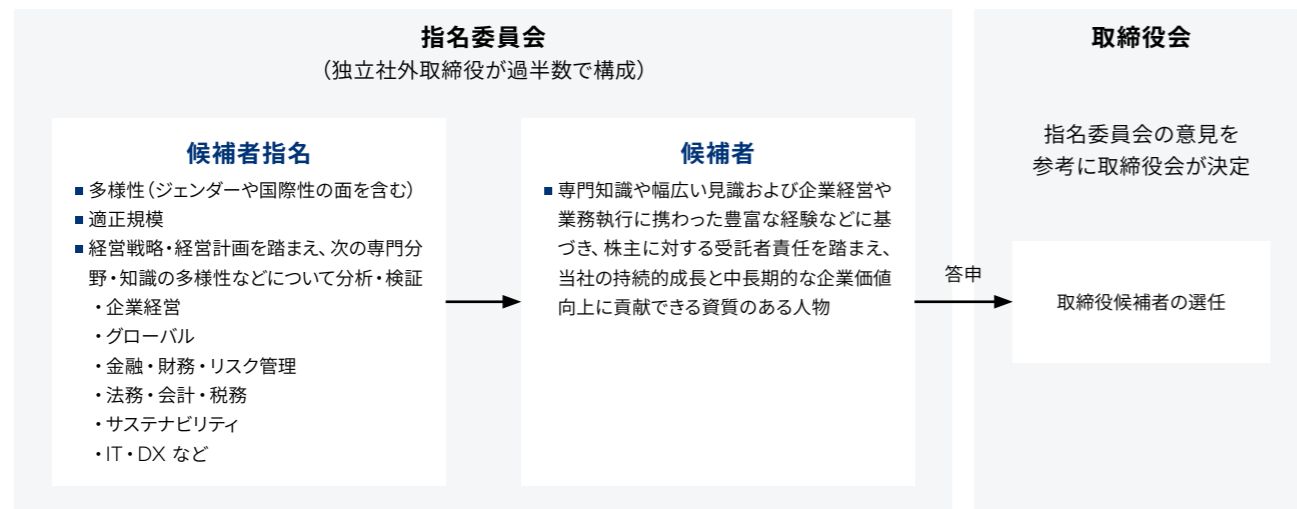 指名委員会
（独立社外取締役が過半数で構成）
候補者指名
■多様性（ジェンダーや国際性の面を含む）
■適正規模
■経営戦略・経営計画を踏まえ、次の専門分
野・知識の多様性などについて分析・検証
・企業経営
・グローバル
・金融・財務・リスク管理
・法務・会計・税務
・サステナビリティ
・IT・DX など
候補者
■専門知識や幅広い見識および企業経営や
業務執行に携わった豊富な経験などに基
づき、株主に対する受託者責任を踏まえ、
当社の持続的成長と中長期的な企業価値
向上に貢献できる資質のある人物
答申
取締役会
指名委員会の意見を
参考に取締役会が決定
取締役候補者の選任